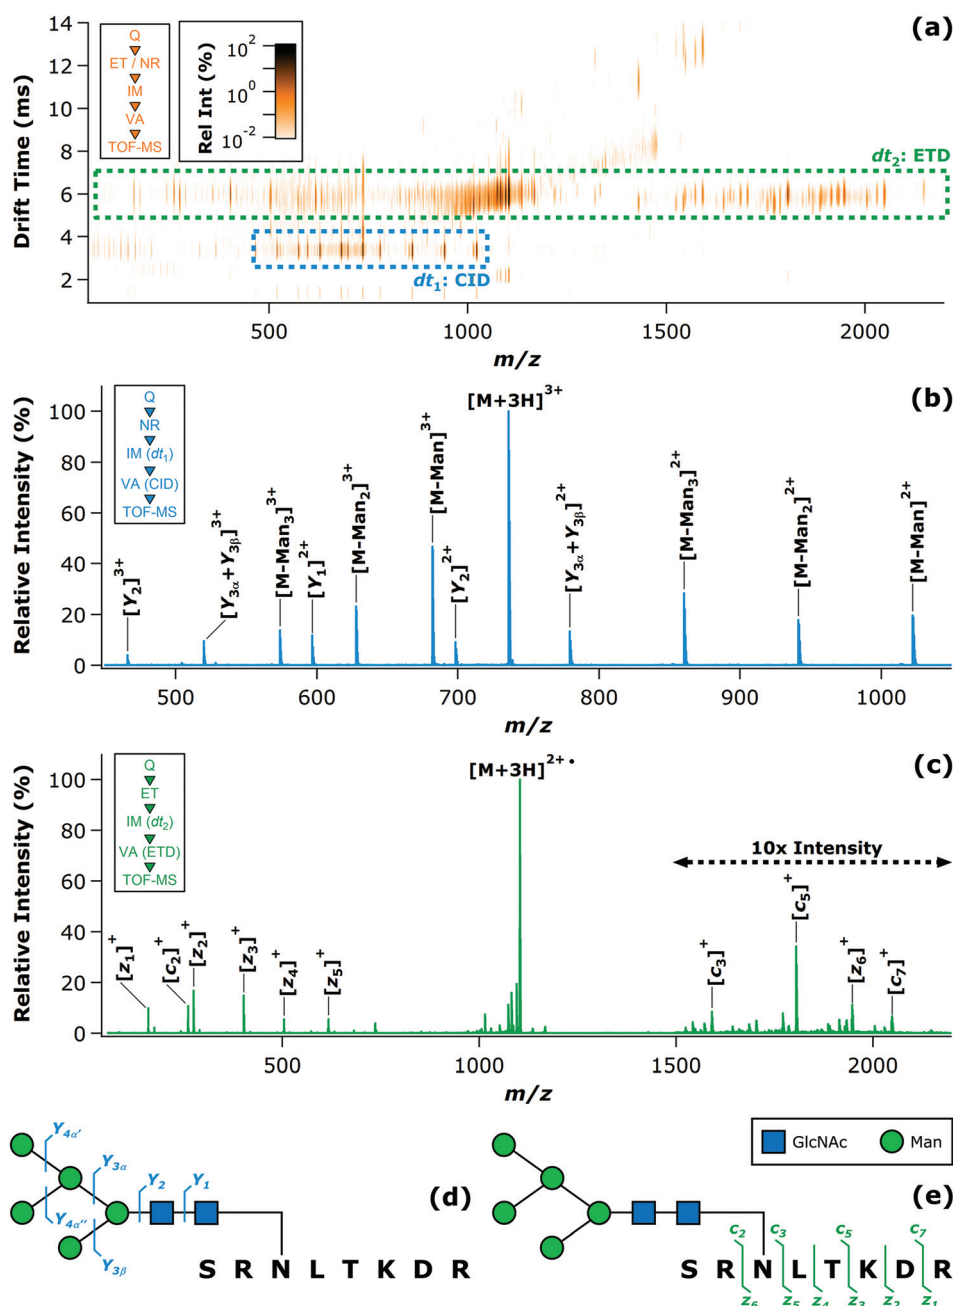 (a)
14
12
10
8
6
4
2
Drift Time (ms)
Q
ET / NR
IM
VA
TOF-MS
Rel Int (%)
10²
10⁰
10⁻²
dt₂: ETD
dt₁: CID
500
1000
1500
2000
m/z
(b)
100
80
60
40
20
0
Relative Intensity (%)
Q
NR
IM (dt₁)
VA (CID)
TOF-MS
[Y₂]³⁺
[Y₃α+Y₃β]³⁺
[M-Man₃]³⁺
[Y₁]²⁺
[M-Man₂]³⁺
[M-Man]³⁺
[Y₂]²⁺
[M+3H]³⁺
[Y₃α+Y₃β]²⁺
[M-Man₃]²⁺
[M-Man₂]²⁺
[M-Man]²⁺
500
600
700
800
900
1000
m/z
(c)
100
80
60
40
20
0
Relative Intensity (%)
Q
ET
IM (dt₂)
VA (ETD)
TOF-MS
[M+3H]²⁺•
10x Intensity
[z₁]⁺
[c₂]⁺
[z₂]⁺
[z₃]⁺
[z₄]⁺
[z₅]⁺
[c₃]⁺
[c₅]⁺
[z₆]⁺
[c₇]⁺
500
1000
1500
2000
m/z
Y₄α′
Y₃α
Y₂
Y₁
Y₄α″
Y₃β
(d)
S R N L T K D R
GlcNAc
Man
(e)
c₂ c₃ c₅ c₇
S R N L T K D R
z₆ z₅ z₄ z₃ z₂ z₁